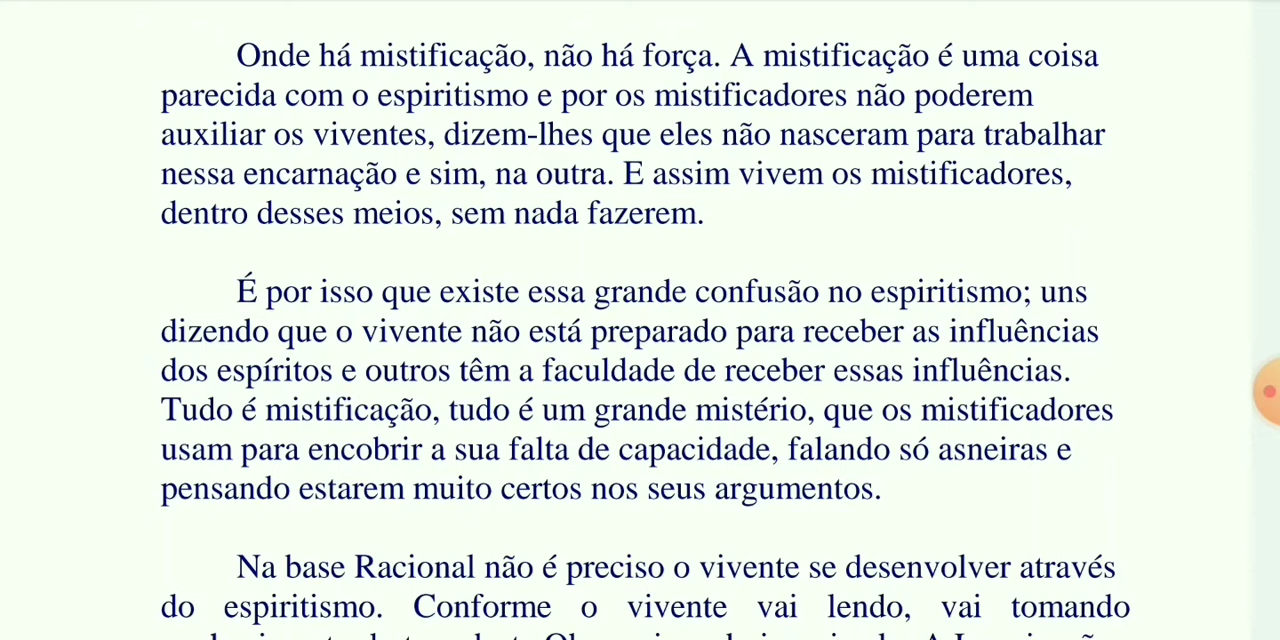 Onde há mistificação, não há força. A mistificação é uma coisa
parecida com o espiritismo e por os mistificadores não poderem
auxiliar os viventes, dizem-lhes que eles não nasceram para trabalhar
nessa encarnação e sim, na outra. E assim vivem os mistificadores,
dentro desses meios, sem nada fazerem.
É por isso que existe essa grande confusão no espiritismo; uns
dizendo que o vivente não está preparado para receber as influências
dos espíritos e outros têm a faculdade de receber essas influências.
Tudo é mistificação, tudo é um grande mistério, que os mistificadores
usam para encobrir a sua falta de capacidade, falando só asneiras e
pensando estarem muito certos nos seus argumentos.
Na base Racional não é preciso o vivente se desenvolver através
do espiritismo. Conforme o vivente vai lendo, vai tomando